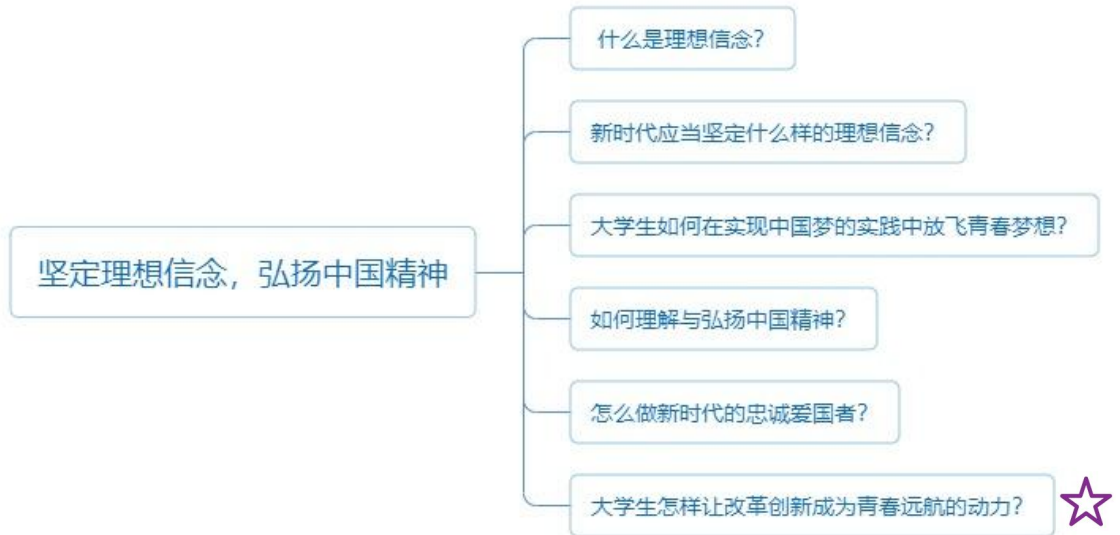 什么是理想信念？
新时代应当坚定什么样的理想信念？
大学生如何在实现中国梦的实践中放飞青春梦想？
坚定理想信念，弘扬中国精神
如何理解与弘扬中国精神？
怎么做新时代的忠诚爱国者？
大学生怎样让改革创新成为青春远航的动力？